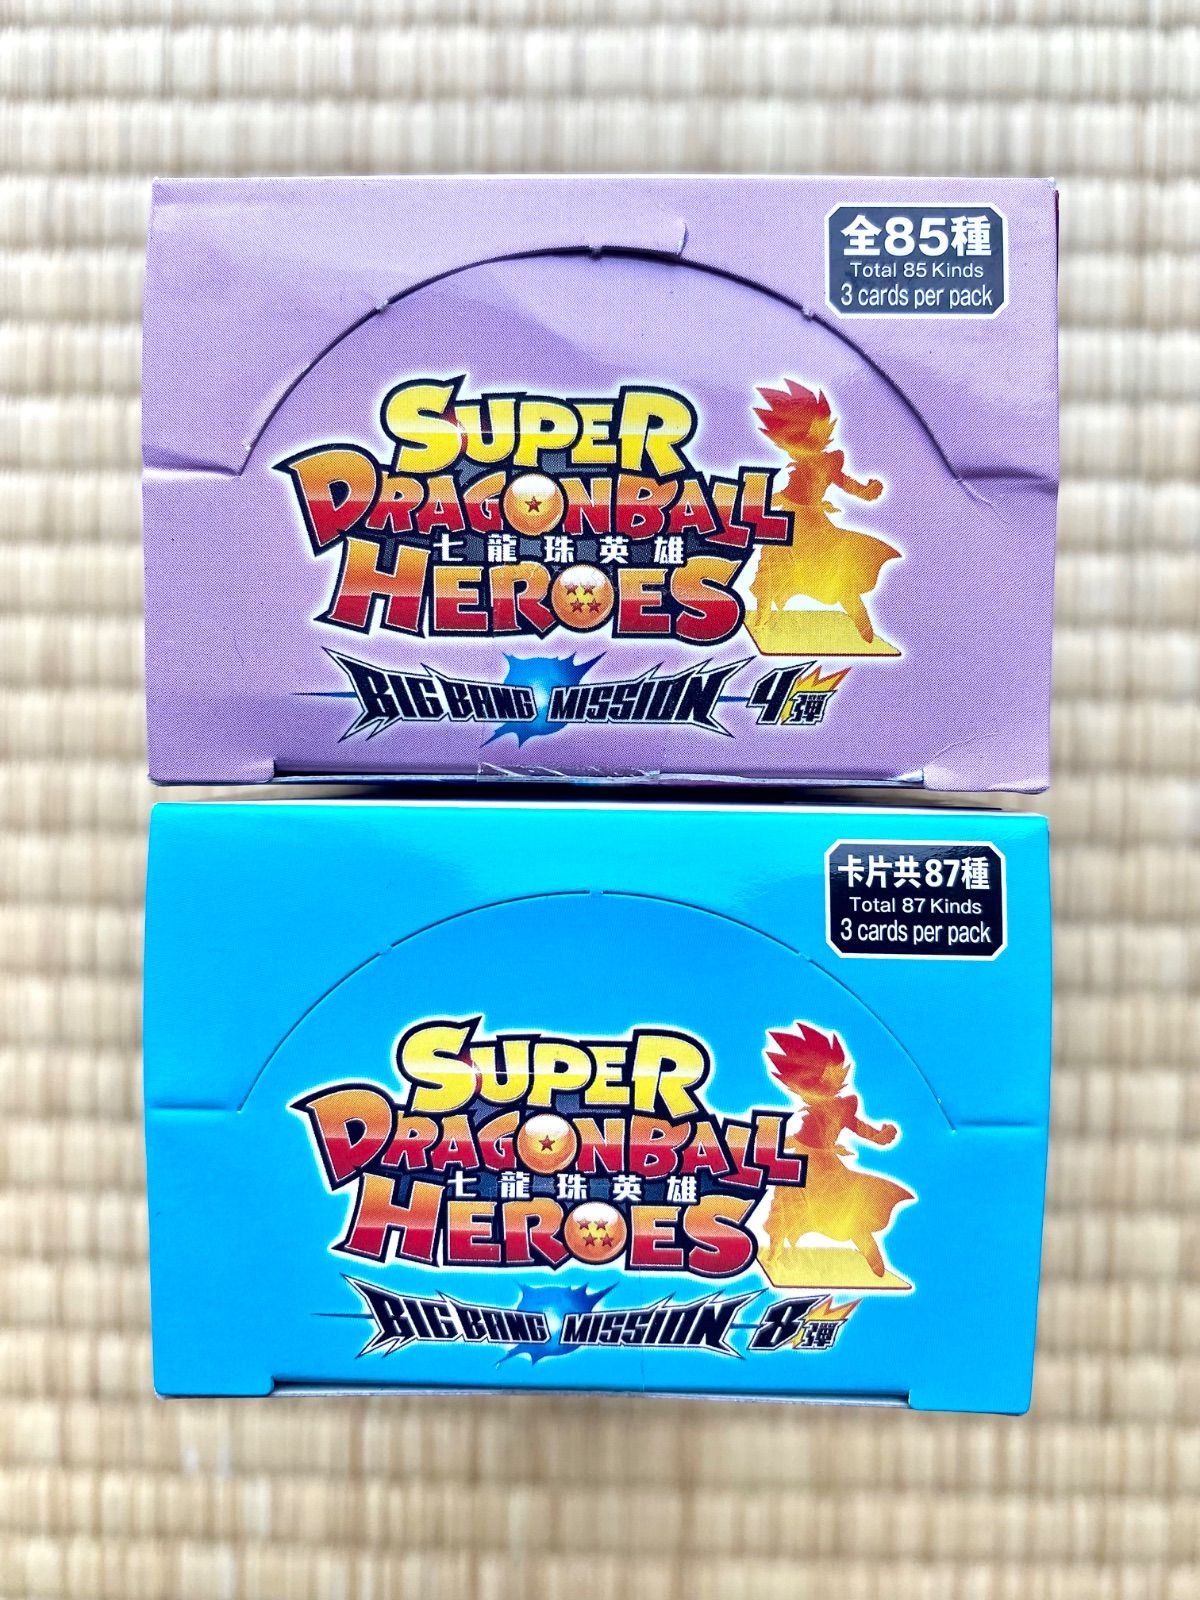 全85種
Total 85 Kinds
3 cards per pack
SUPER
DRAGONBALL
七龍珠英雄
HEROES
BIG BANG MISSION 4彈
卡片共87種
Total 87 Kinds
3 cards per pack
SUPER
DRAGONBALL
七龍珠英雄
HEROES
BIG BANG MISSION 8彈